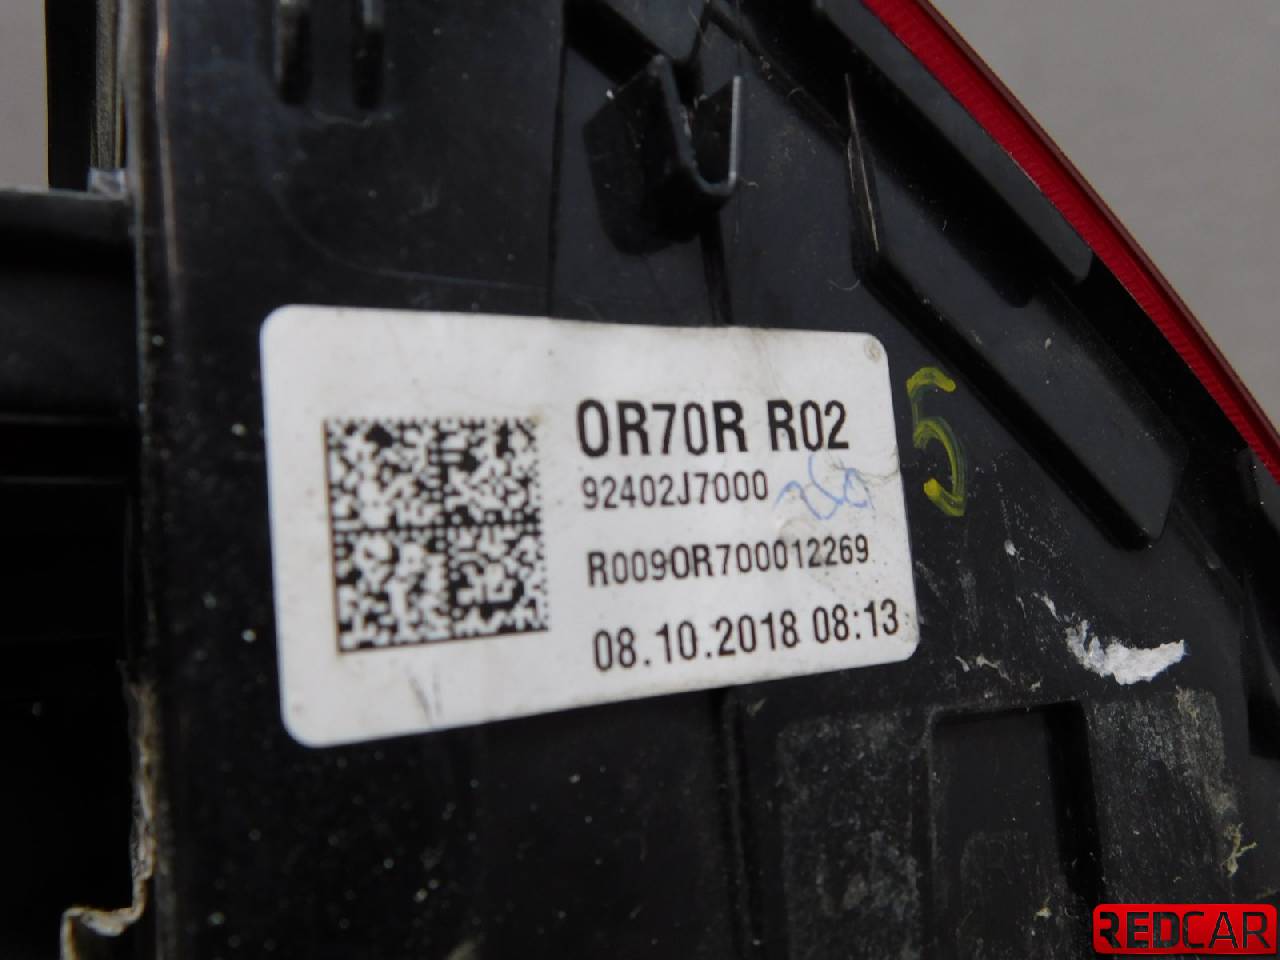 OR70R R02
92402J7000
R009OR700012269
08.10.2018 08:13
5
REDCAR